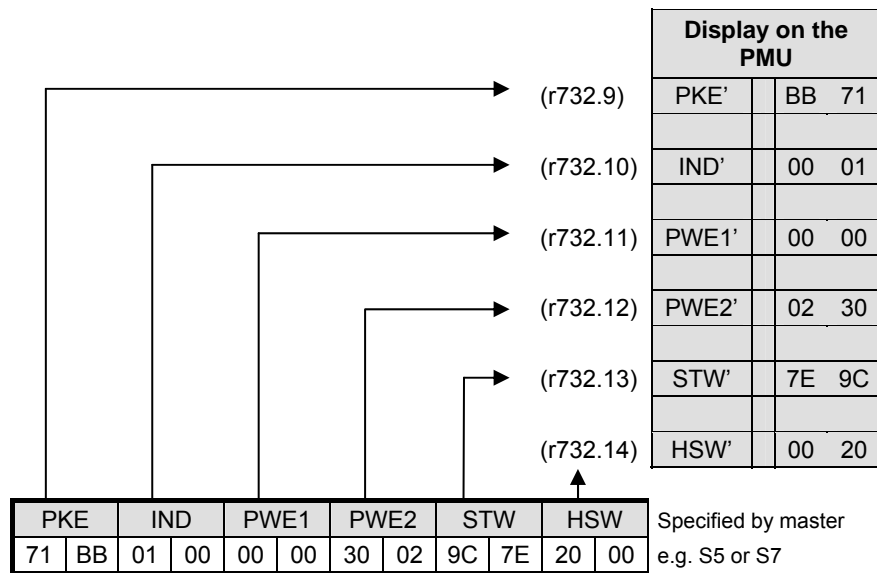 Display on the
PMU
(r732.9) PKE’ BB 71
(r732.10) IND’ 00 01
(r732.11) PWE1’ 00 00
(r732.12) PWE2’ 02 30
(r732.13) STW’ 7E 9C
(r732.14) HSW’ 00 20
PKE IND PWE1 PWE2 STW HSW Specified by master
71 BB 01 00 00 00 30 02 9C 7E 20 00 e.g. S5 or S7